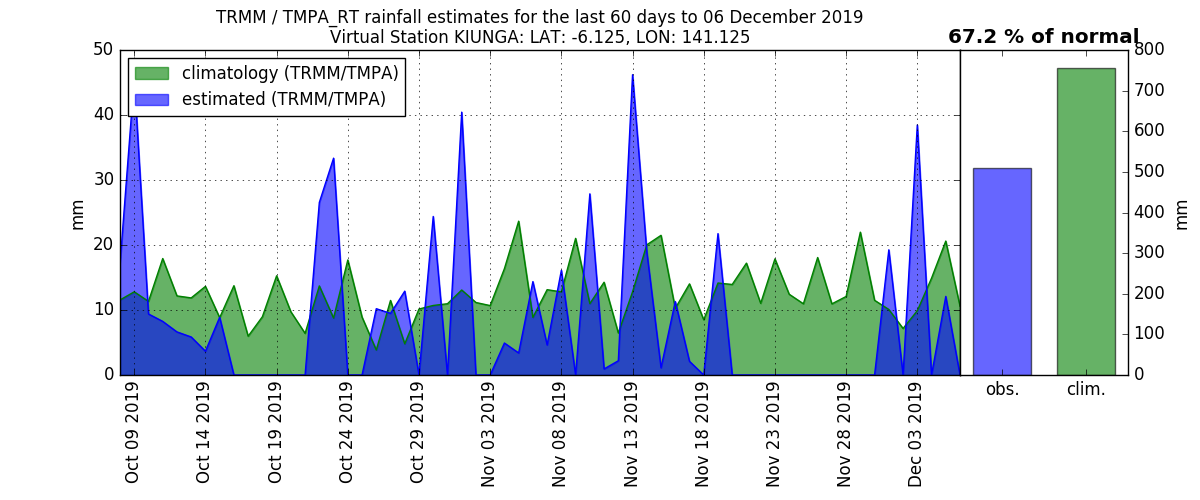 TRMM / TMPA_RT rainfall estimates for the last 60 days to 06 December 2019
Virtual Station KIUNGA: LAT: -6.125, LON: 141.125
67.2 % of normal
climatology (TRMM/TMPA)
estimated (TRMM/TMPA)
50
40
30
20
10
0
mm
Oct 09 2019
Oct 14 2019
Oct 19 2019
Oct 24 2019
Oct 29 2019
Nov 03 2019
Nov 08 2019
Nov 13 2019
Nov 18 2019
Nov 23 2019
Nov 28 2019
Dec 03 2019
obs.
clim.
800
700
600
500
400
300
200
100
0
mm